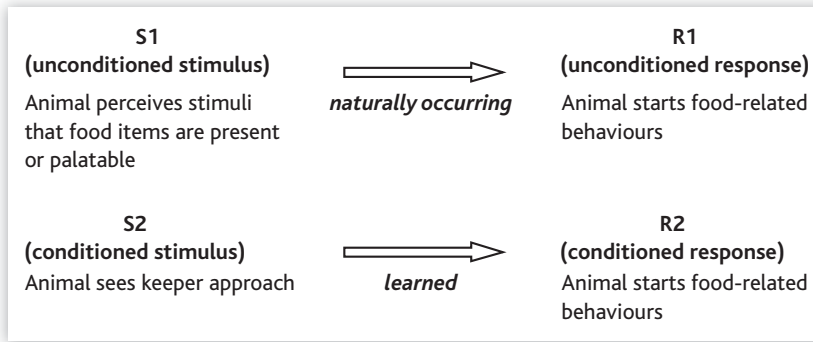 S1
(unconditioned stimulus)
Animal perceives stimuli
that food items are present
or palatable
naturally occurring
R1
(unconditioned response)
Animal starts food-related
behaviours
S2
(conditioned stimulus)
Animal sees keeper approach
learned
R2
(conditioned response)
Animal starts food-related
behaviours